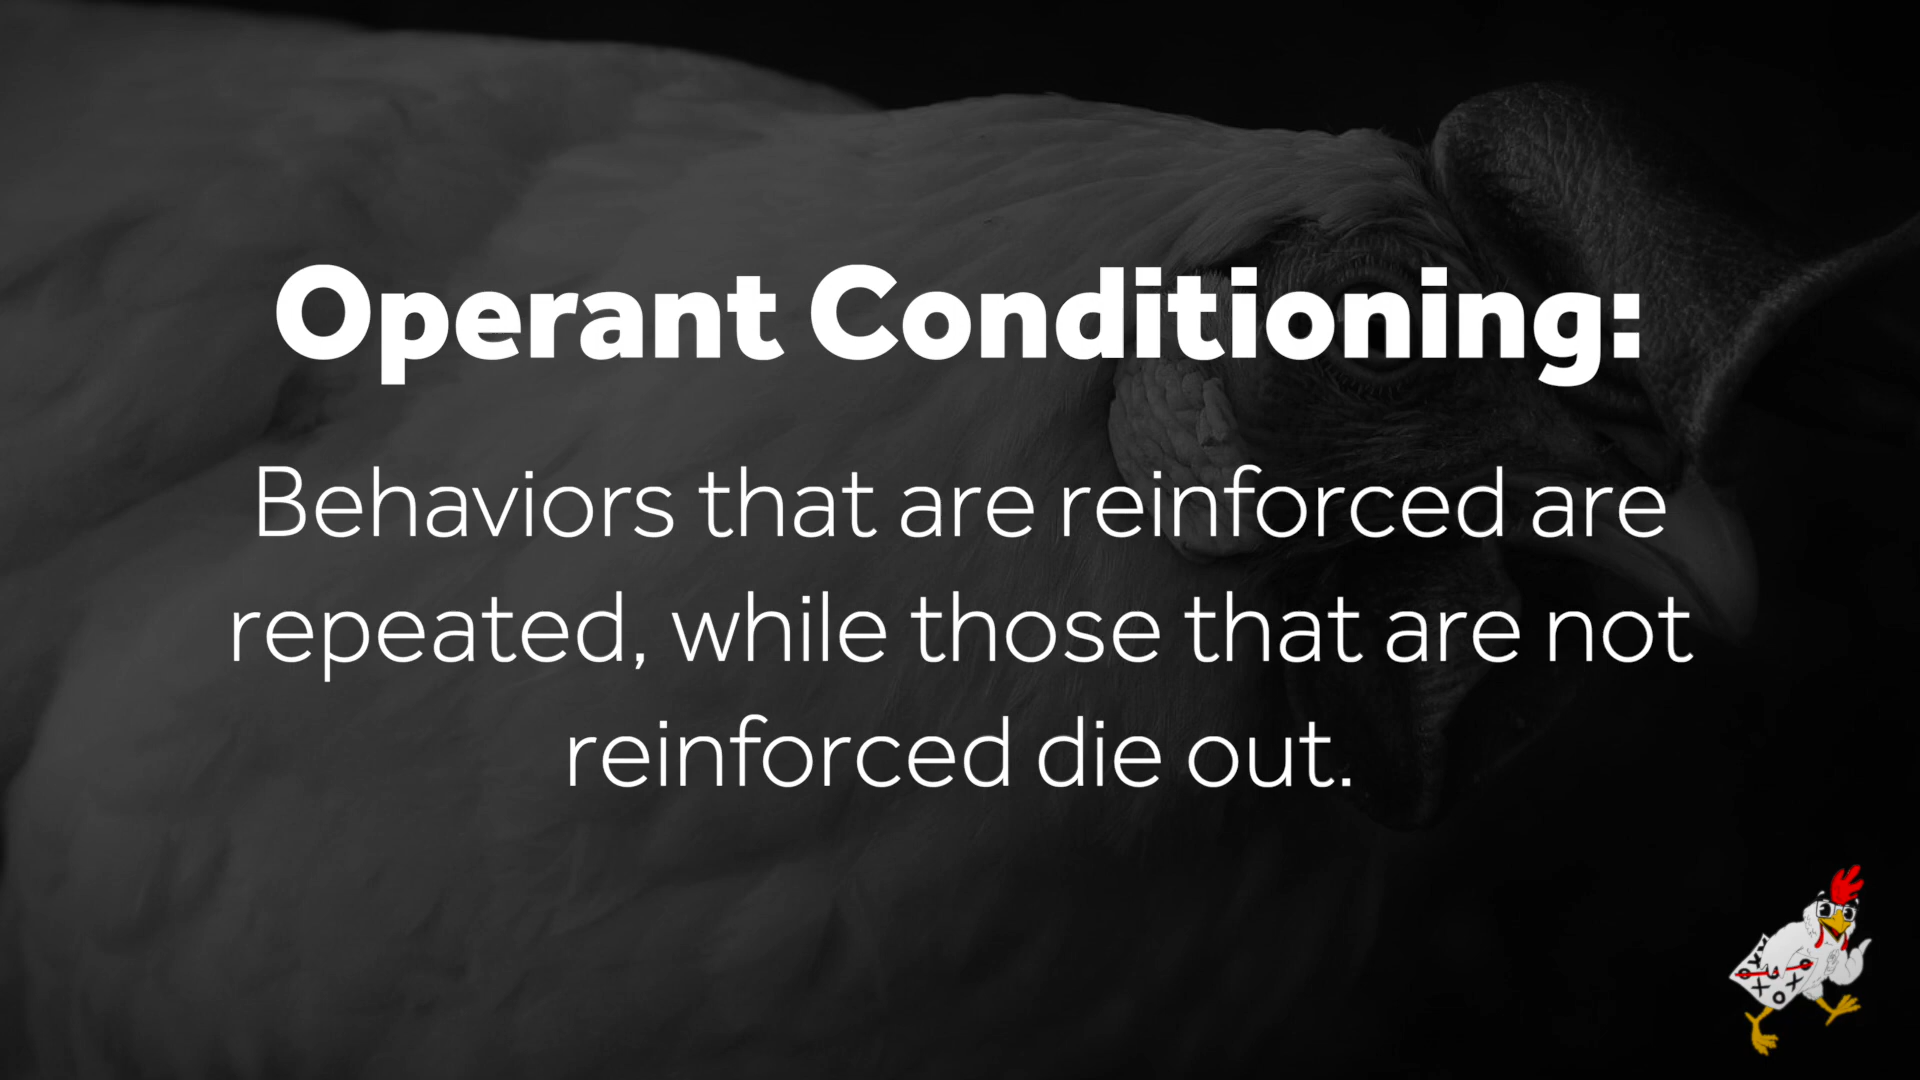 Operant Conditioning:
Behaviors that are reinforced are
repeated, while those that are not
reinforced die out.